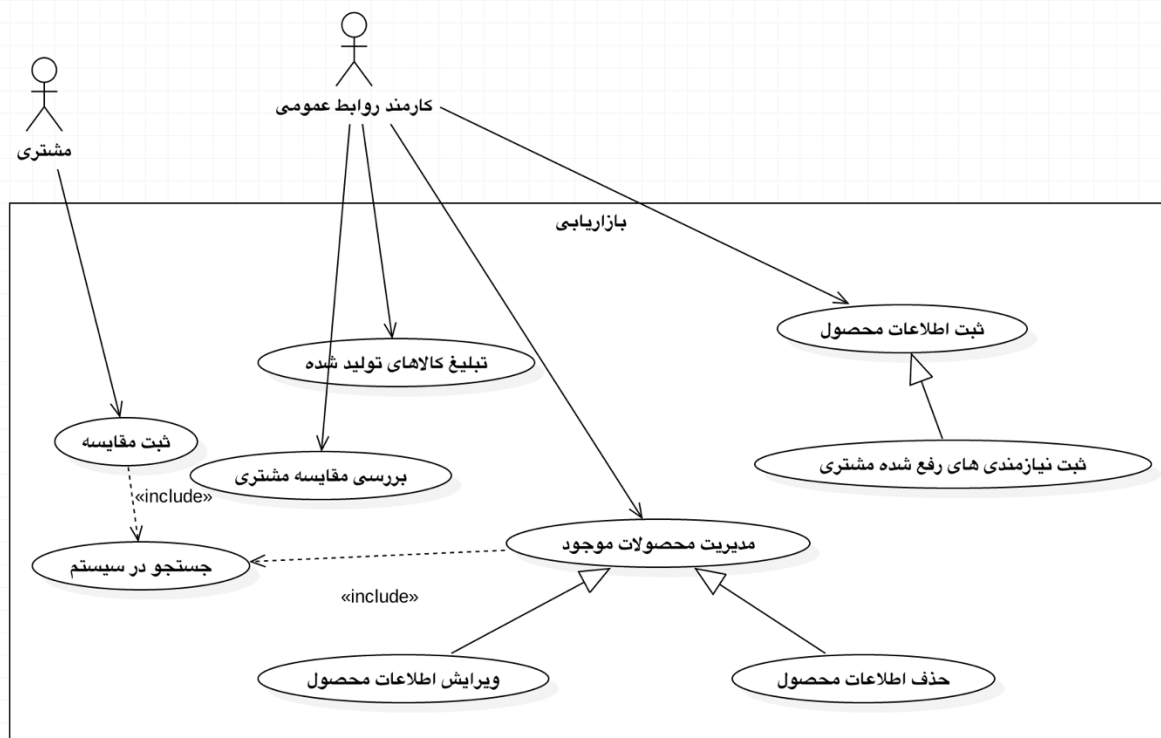 کارمند روابط عمومی
مشتری
بازاریابی
ثبت اطلاعات محصول
تبلیغ کالاهای تولید شده
ثبت مقایسه
بررسی مقایسه مشتری
ثبت نیازمندی های رفع شده مشتری
«include»
مدیریت محصولات موجود
جستجو در سیستم
«include»
ویرایش اطلاعات محصول
حذف اطلاعات محصول